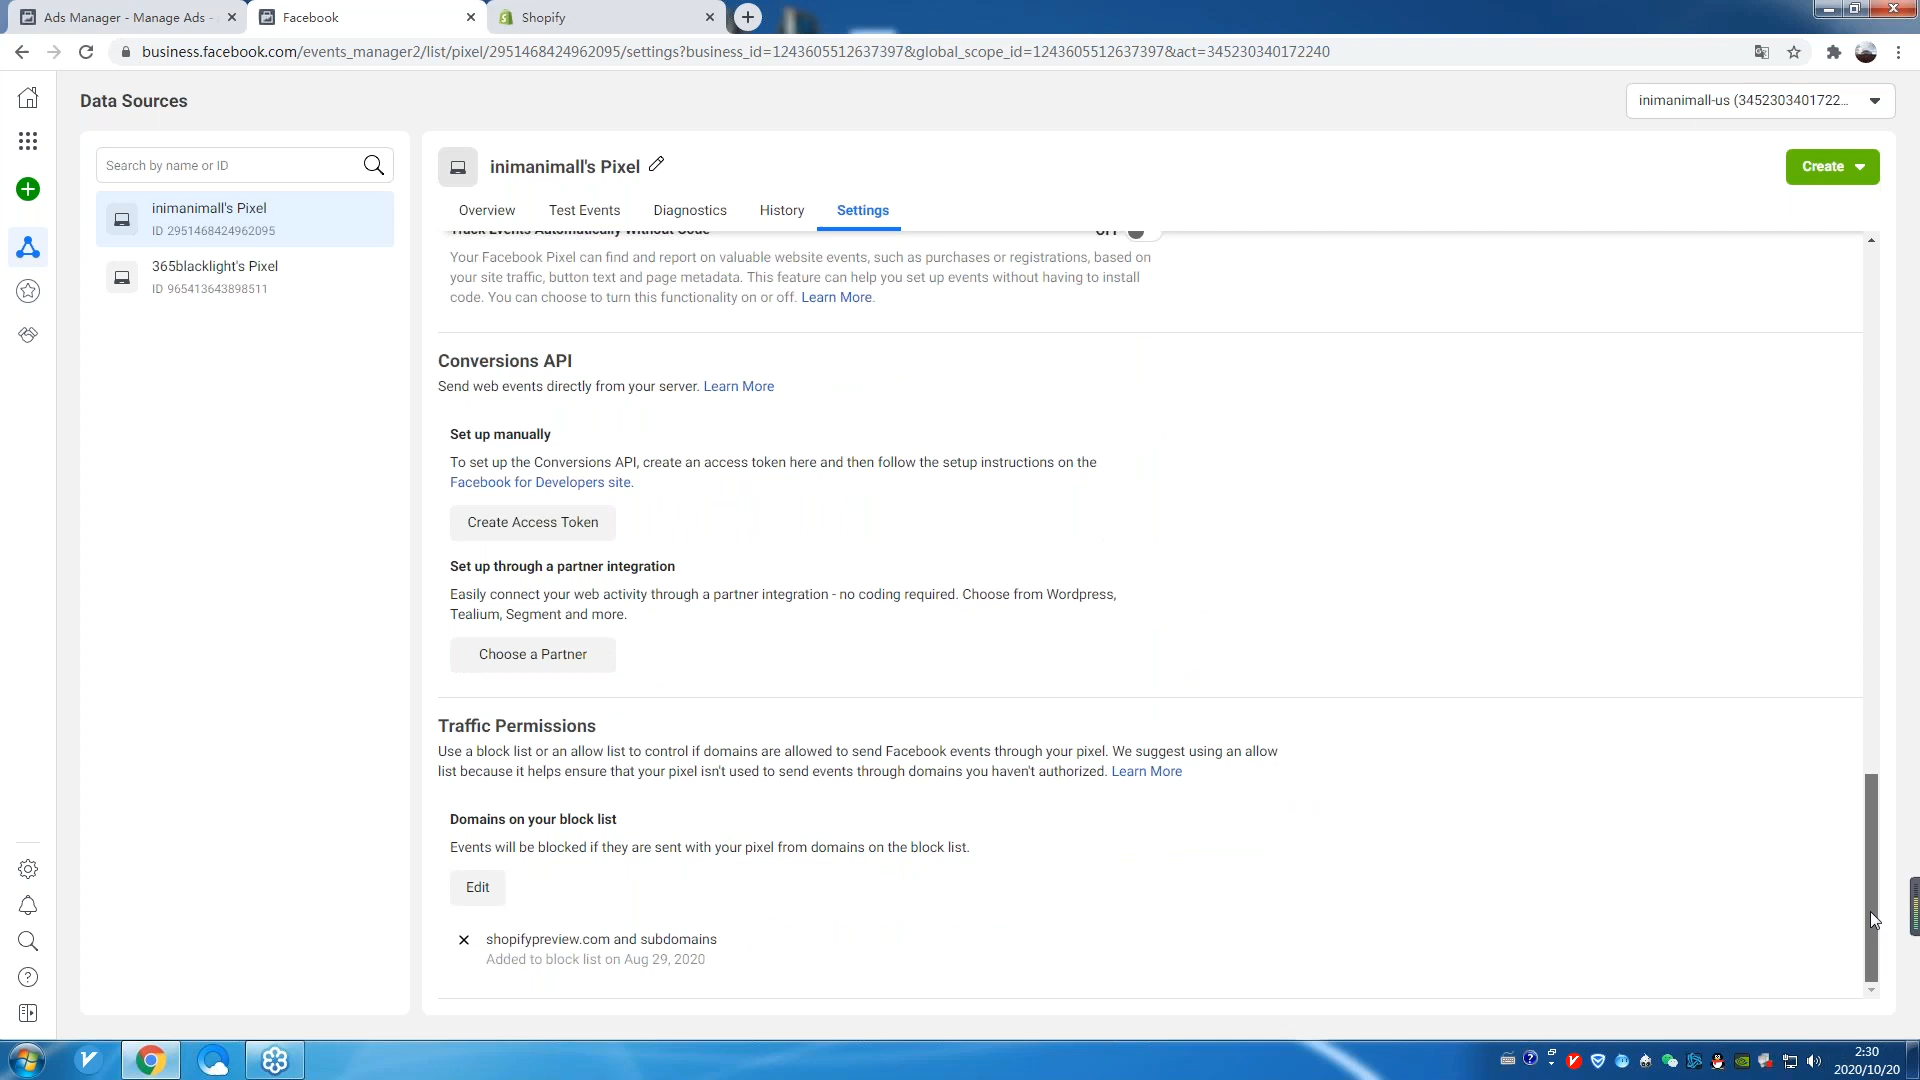 Ads Manager - Manage Ads -
Facebook
Shopify
business.facebook.com/events_manager2/list/pixel/2951468424962095/settings?business_id=1243605512637397&global_scope_id=1243605512637397&act=345230340172240
Data Sources
inimanimall-us (3452303401722...
Search by name or ID
inimanimall's Pixel
ID 2951468424962095
365blacklight's Pixel
ID 965413643898511
inimanimall's Pixel
Create
Overview
Test Events
Diagnostics
History
Settings
Track Events Automatically Without Code
OFF
Your Facebook Pixel can find and report on valuable website events, such as purchases or registrations, based on
your site traffic, button text and page metadata. This feature can help you set up events without having to install
code. You can choose to turn this functionality on or off. Learn More.
Conversions API
Send web events directly from your server. Learn More
Set up manually
To set up the Conversions API, create an access token here and then follow the setup instructions on the
Facebook for Developers site.
Create Access Token
Set up through a partner integration
Easily connect your web activity through a partner integration - no coding required. Choose from Wordpress,
Tealium, Segment and more.
Choose a Partner
Traffic Permissions
Use a block list or an allow list to control if domains are allowed to send Facebook events through your pixel. We suggest using an allow
list because it helps ensure that your pixel isn't used to send events through domains you haven't authorized. Learn More
Domains on your block list
Events will be blocked if they are sent with your pixel from domains on the block list.
Edit
shopifypreview.com and subdomains
Added to block list on Aug 29, 2020
2:30
2020/10/20